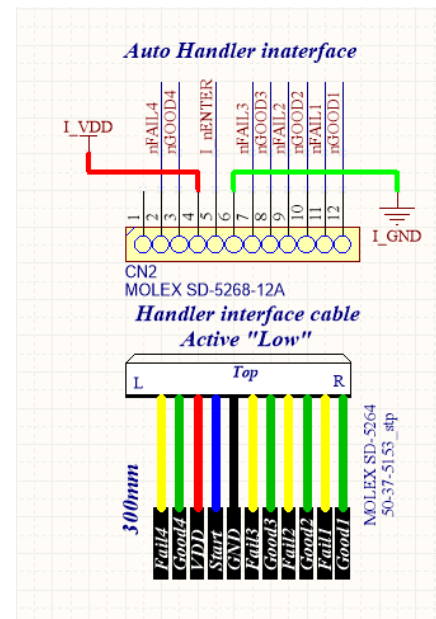 Auto Handler inaterface
I_VDD
nFAIL4
nGOOD4
I_nENTER
nFAIL3
nGOOD3
nFAIL2
nGOOD2
nFAIL1
nGOOD1
I_GND
1 2 3 4 5 6 7 8 9 10 11 12
CN2
MOLEX SD-5268-12A
Handler interface cable
Active "Low"
Top
L R
300mm
MOLEX SD-5264
50-37-5153_stp
Fail4
Good4
VDD
Start
GND
Fail3
Good3
Fail2
Good2
Fail1
Good1